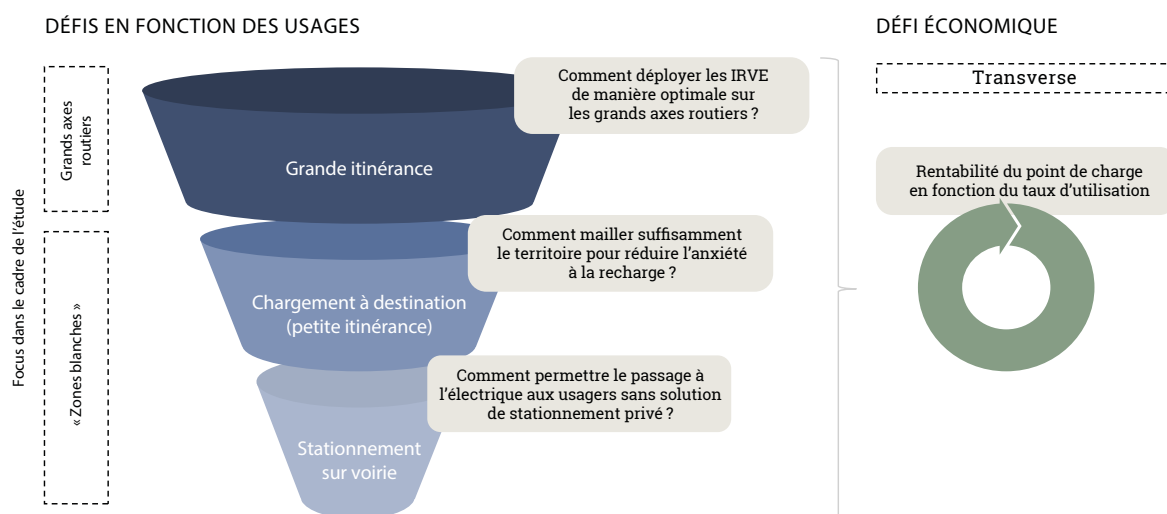 DÉFIS EN FONCTION DES USAGES
DÉFI ÉCONOMIQUE
Focus dans le cadre de l'étude
Grands axes
routiers
« Zones blanches »
Grande itinérance
Comment déployer les IRVE
de manière optimale sur
les grands axes routiers ?
Chargement à destination
(petite itinérance)
Comment mailler suffisamment
le territoire pour réduire l'anxiété
à la recharge ?
Stationnement
sur voirie
Comment permettre le passage à
l'électrique aux usagers sans solution
de stationnement privé ?
Transverse
Rentabilité du point de charge
en fonction du taux d'utilisation